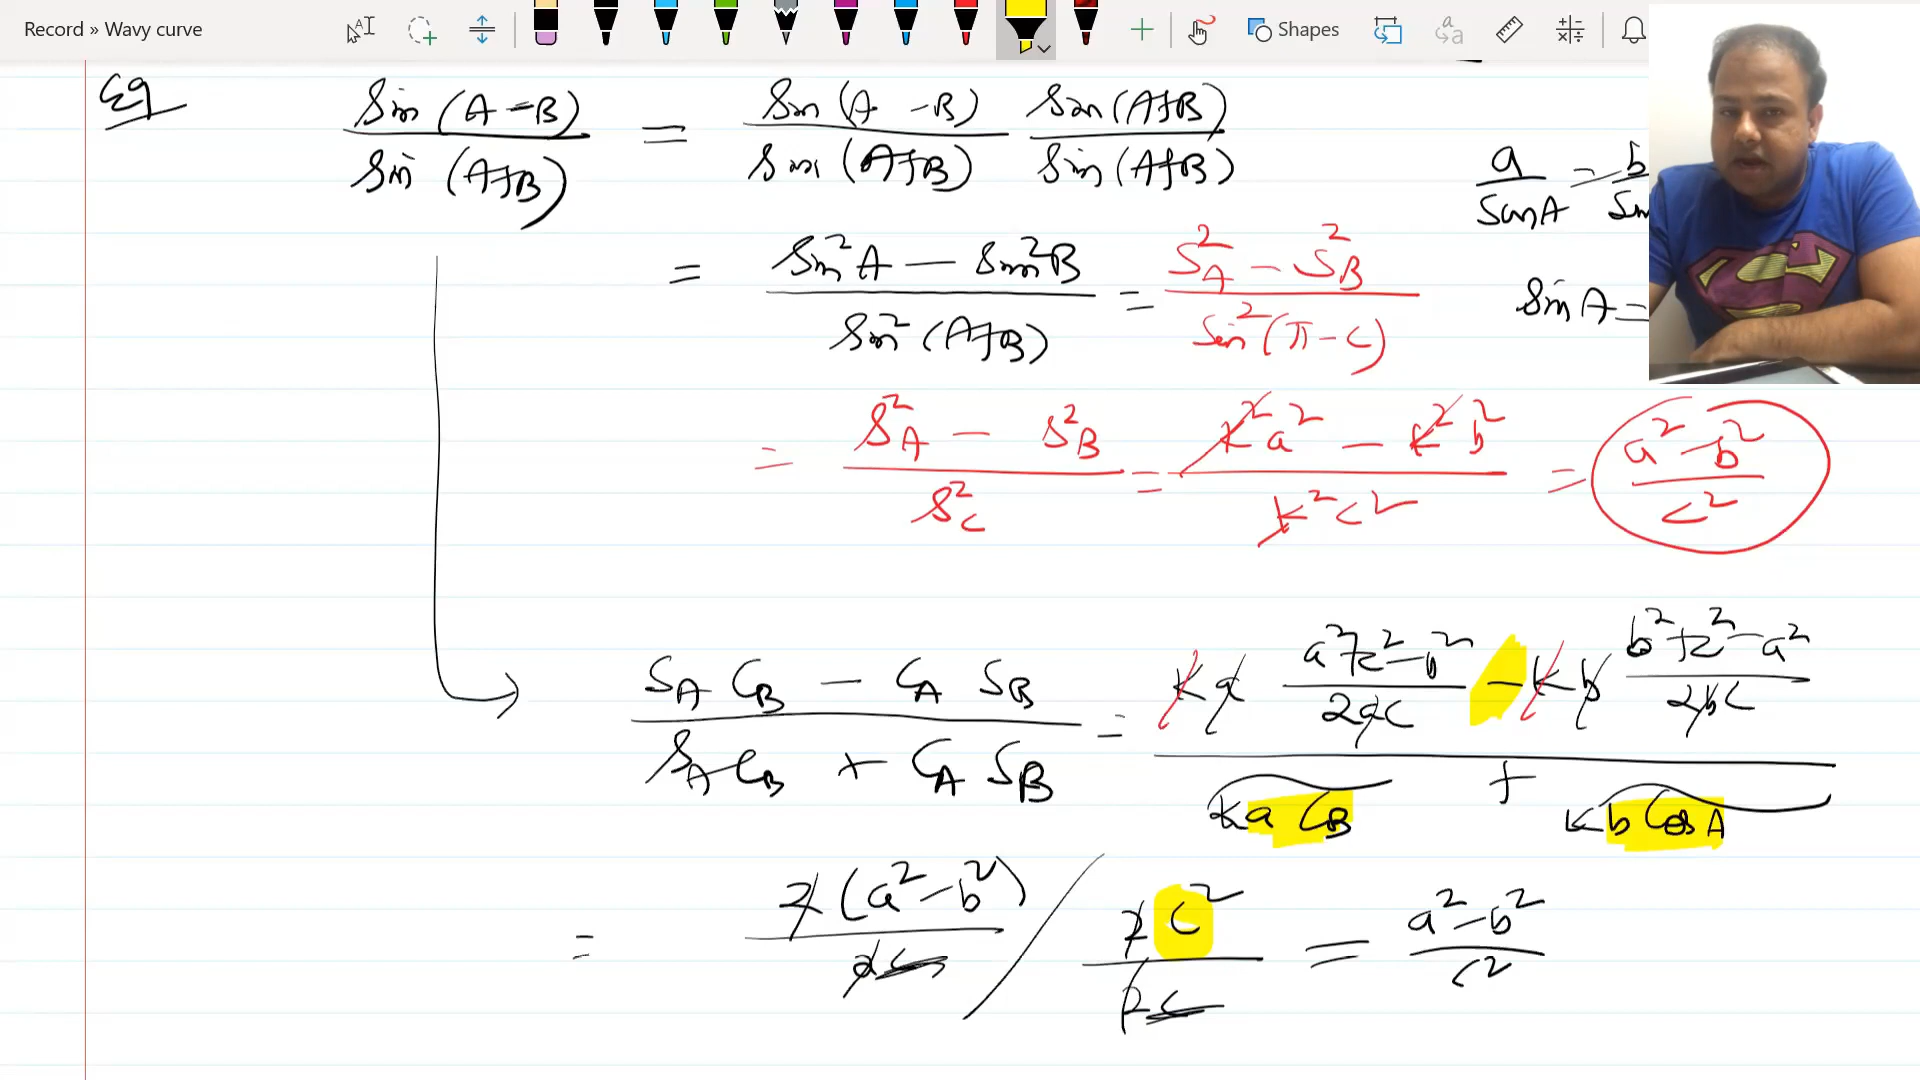 Record » Wavy curve
Shapes
Eg Sin (A - B) / Sin (A+B) = Sin (A - B) / Sin (A+B) Sin (A+B) / Sin (A+B)
a / Sin A = b / Sin
= Sin²A - Sin²B / Sin² (A+B) = S²A - S²B / Sin² (π - C)
Sin A =
= S²A - S²B / S²C = k²a² - k²b² / k²c² = a² - b² / c²
SA CB - CA SB / SA CB + CA SB = ka a²+c²-b² / 2ac - kb b²+c²-a² / 2bc / ka CB + kb Cos A
= 2(a²-b²) / 2c / 2c² / 2c = a²-b² / c²